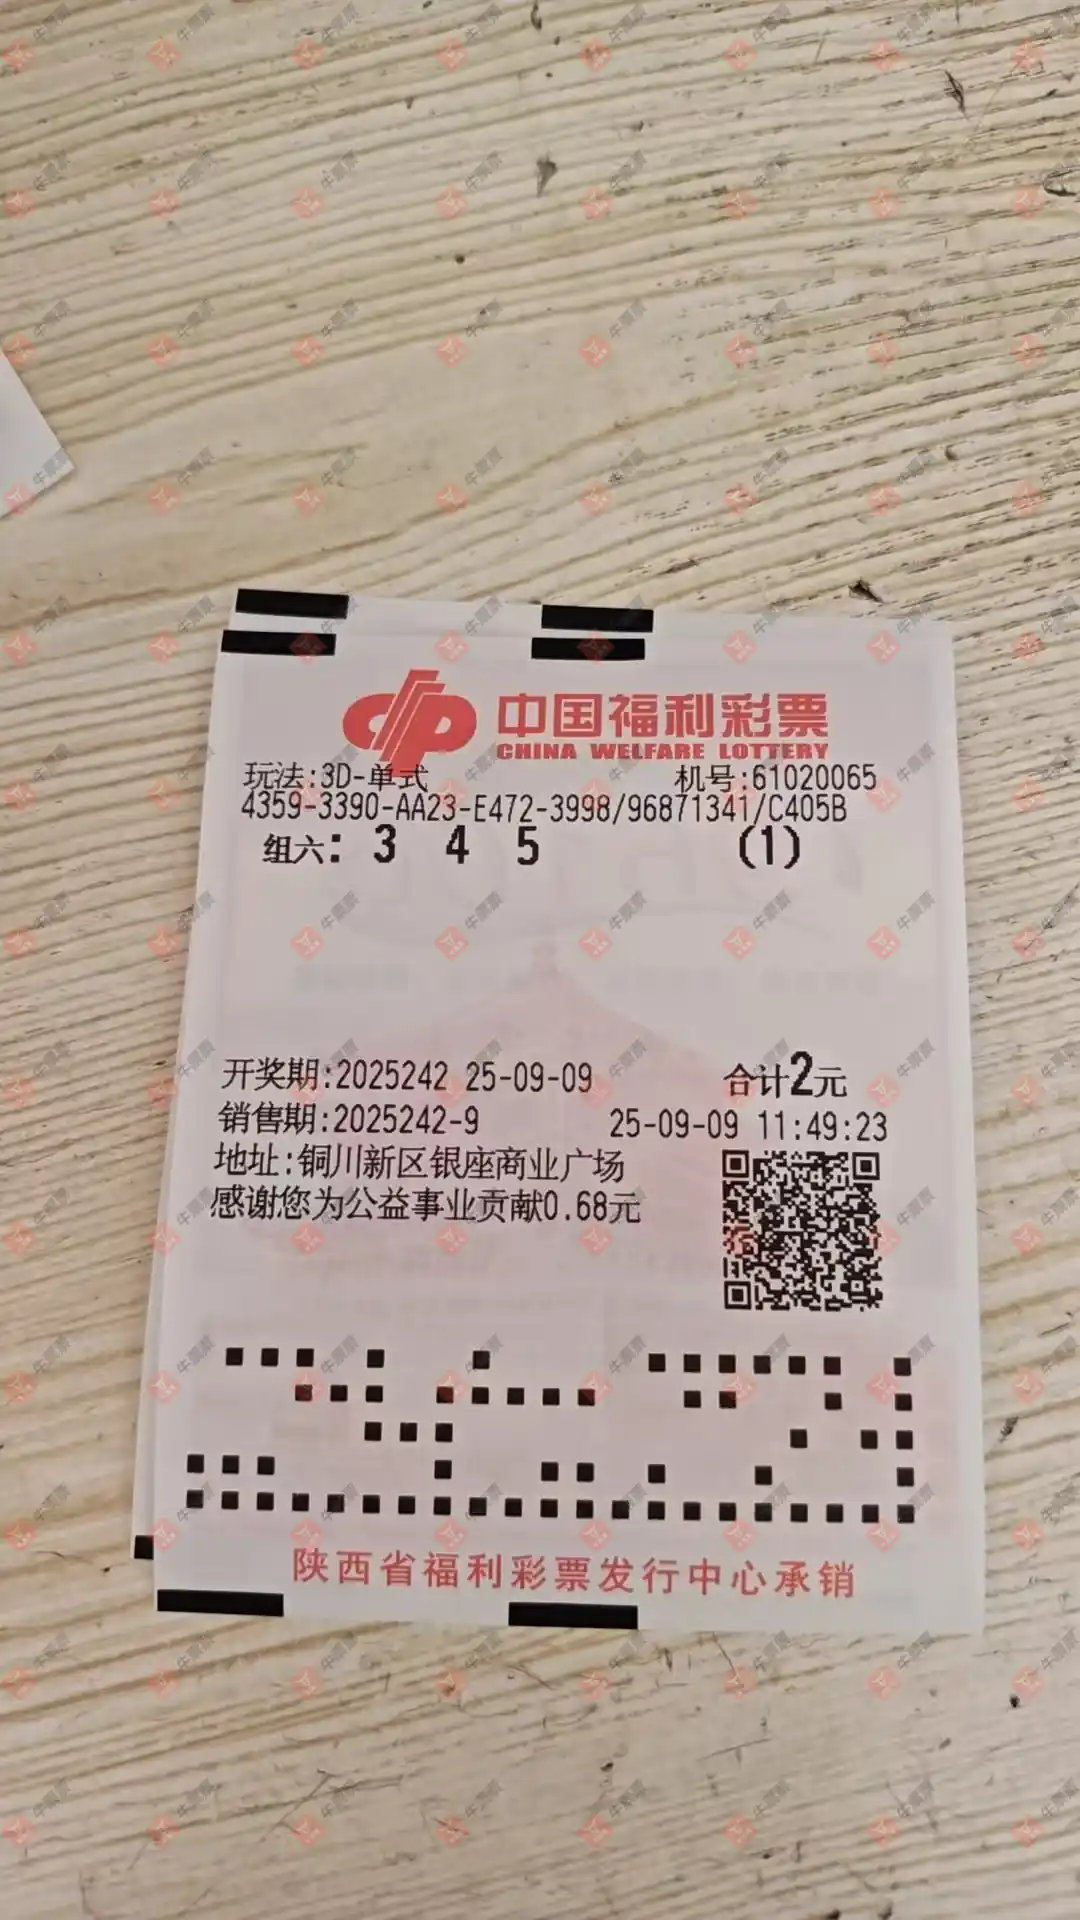 中国福利彩票
CHINA WELFARE LOTTERY
玩法:3D-单式 机号:61020065
4359-3390-AA23-E472-3998/96871341/C405B
组六: 3 4 5 (1)
开奖期:2025242 25-09-09 合计2元
销售期:2025242-9 25-09-09 11:49:23
地址:铜川新区银座商业广场
感谢您为公益事业贡献0.68元
陕西省福利彩票发行中心承销
牛票票